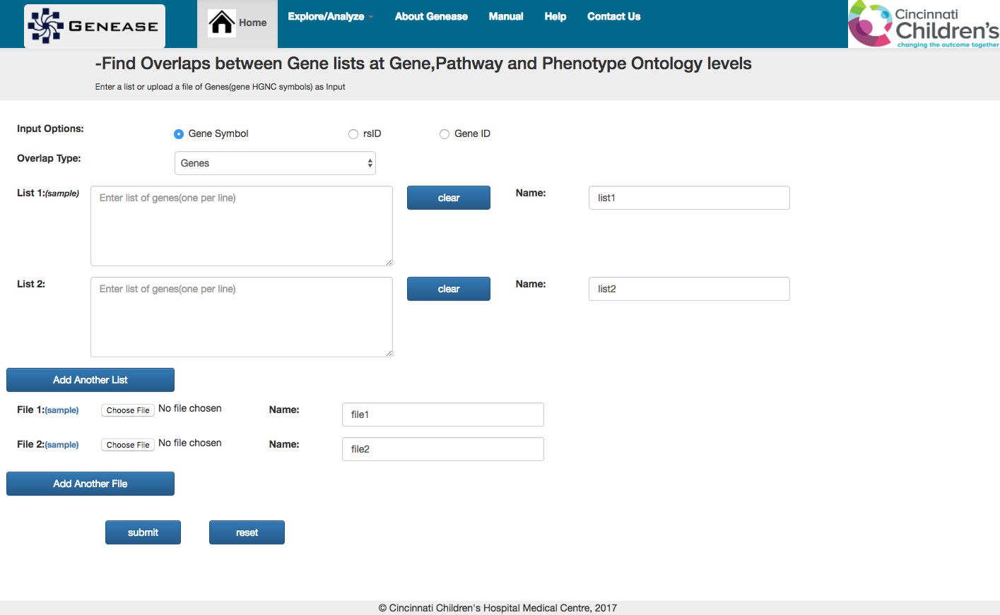 GENEASE
Home
Explore/Analyze
About Genease
Manual
Help
Contact Us
Cincinnati
Children's
changing the outcome together
-Find Overlaps between Gene lists at Gene,Pathway and Phenotype Ontology levels
Enter a list or upload a file of Genes(gene HGNC symbols) as Input
Input Options:
Gene Symbol
rsID
Gene ID
Overlap Type:
Genes
List 1:(sample)
Enter list of genes(one per line)
clear
Name:
list1
List 2:
Enter list of genes(one per line)
clear
Name:
list2
Add Another List
File 1:(sample)
Choose File
No file chosen
Name:
file1
File 2:(sample)
Choose File
No file chosen
Name:
file2
Add Another File
submit
reset
© Cincinnati Children's Hospital Medical Centre, 2017